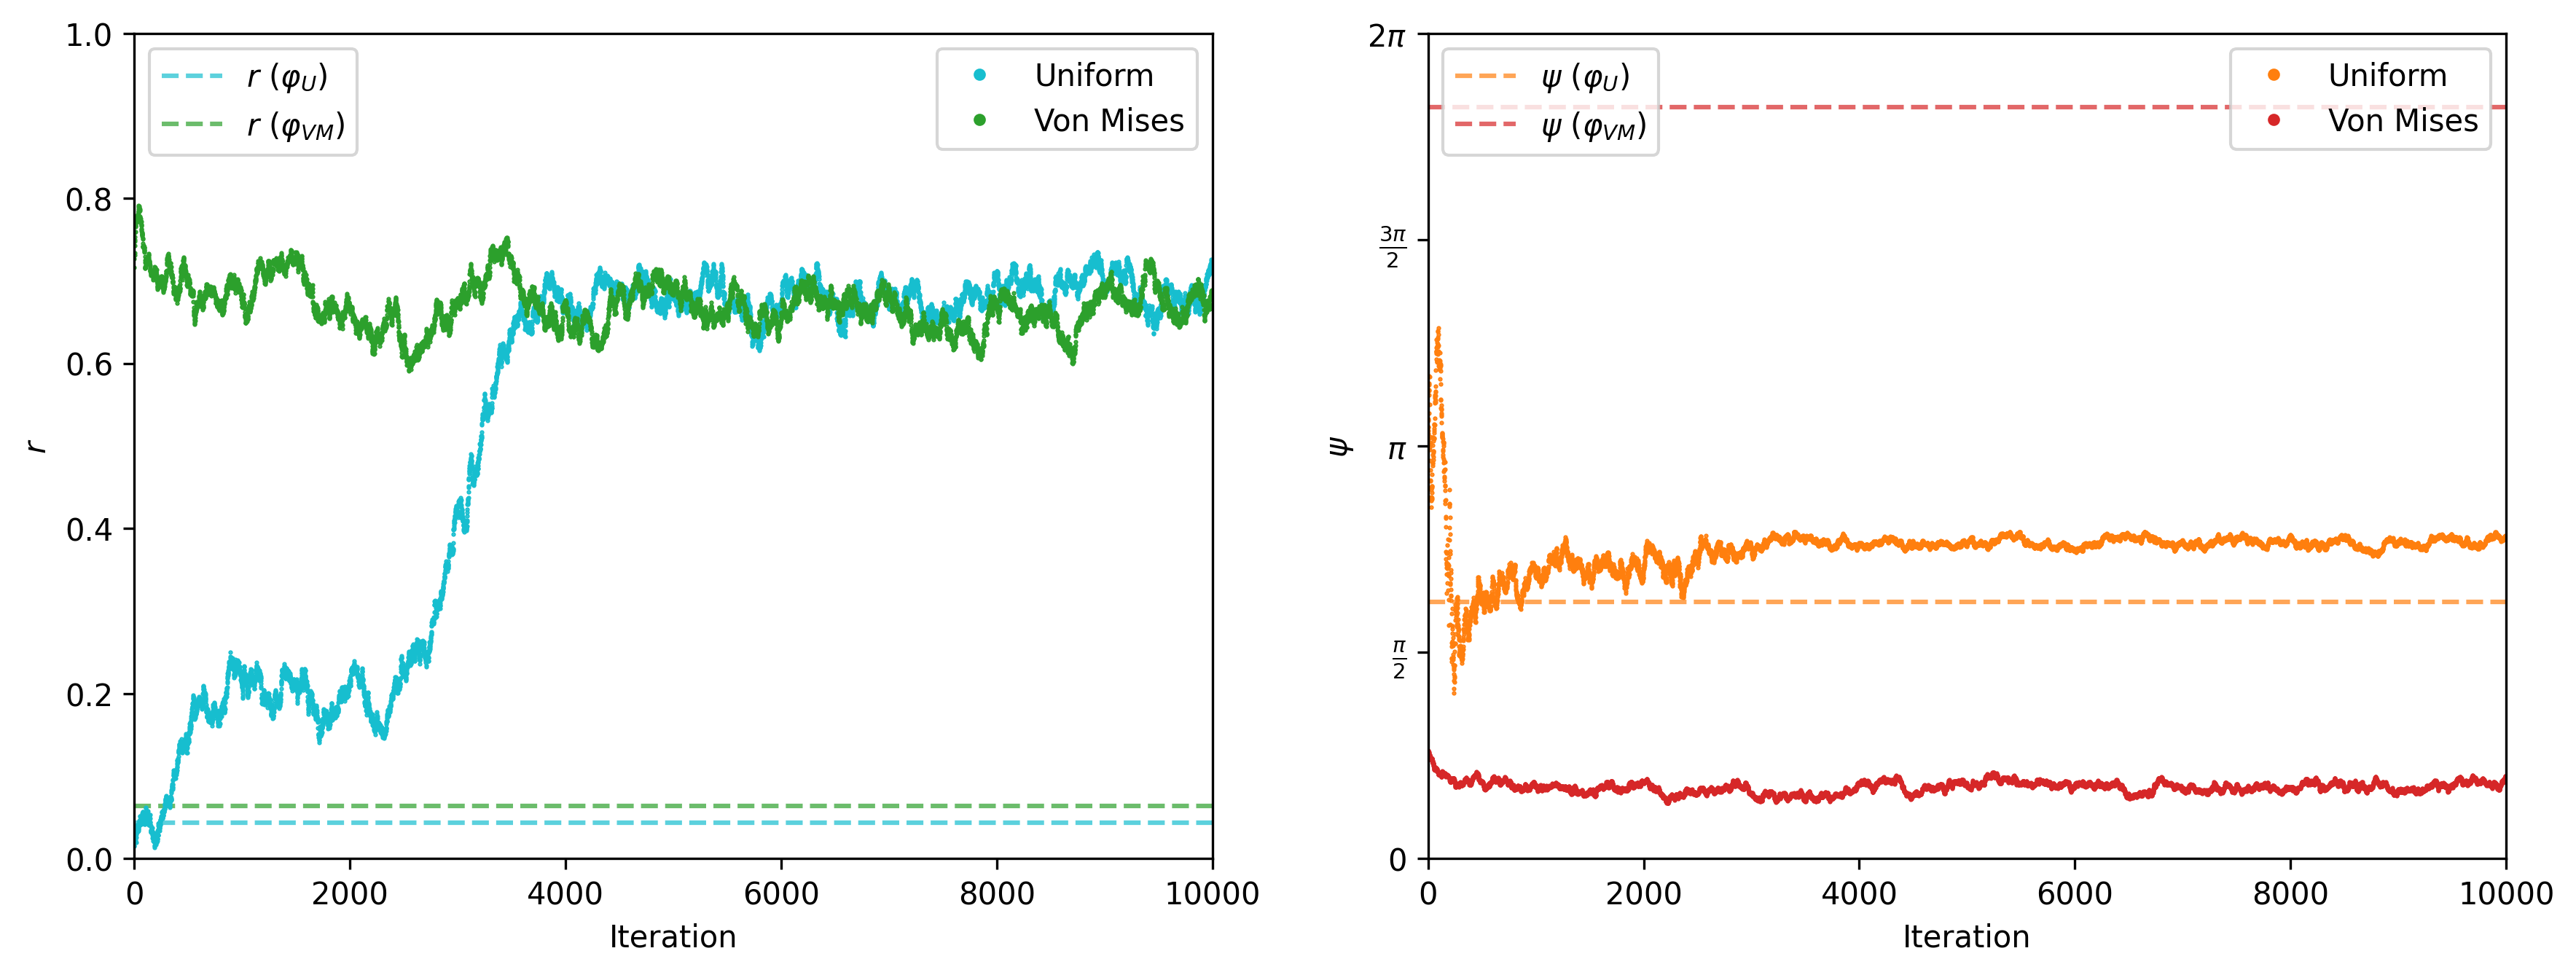 1.0
0.8
0.6
0.4
0.2
0.0
r
r (φU)
r (φVM)
Uniform
Von Mises
0 2000 4000 6000 8000 10000
Iteration
2π
3π/2
π
π/2
0
ψ
ψ (φU)
ψ (φVM)
Uniform
Von Mises
0 2000 4000 6000 8000 10000
Iteration